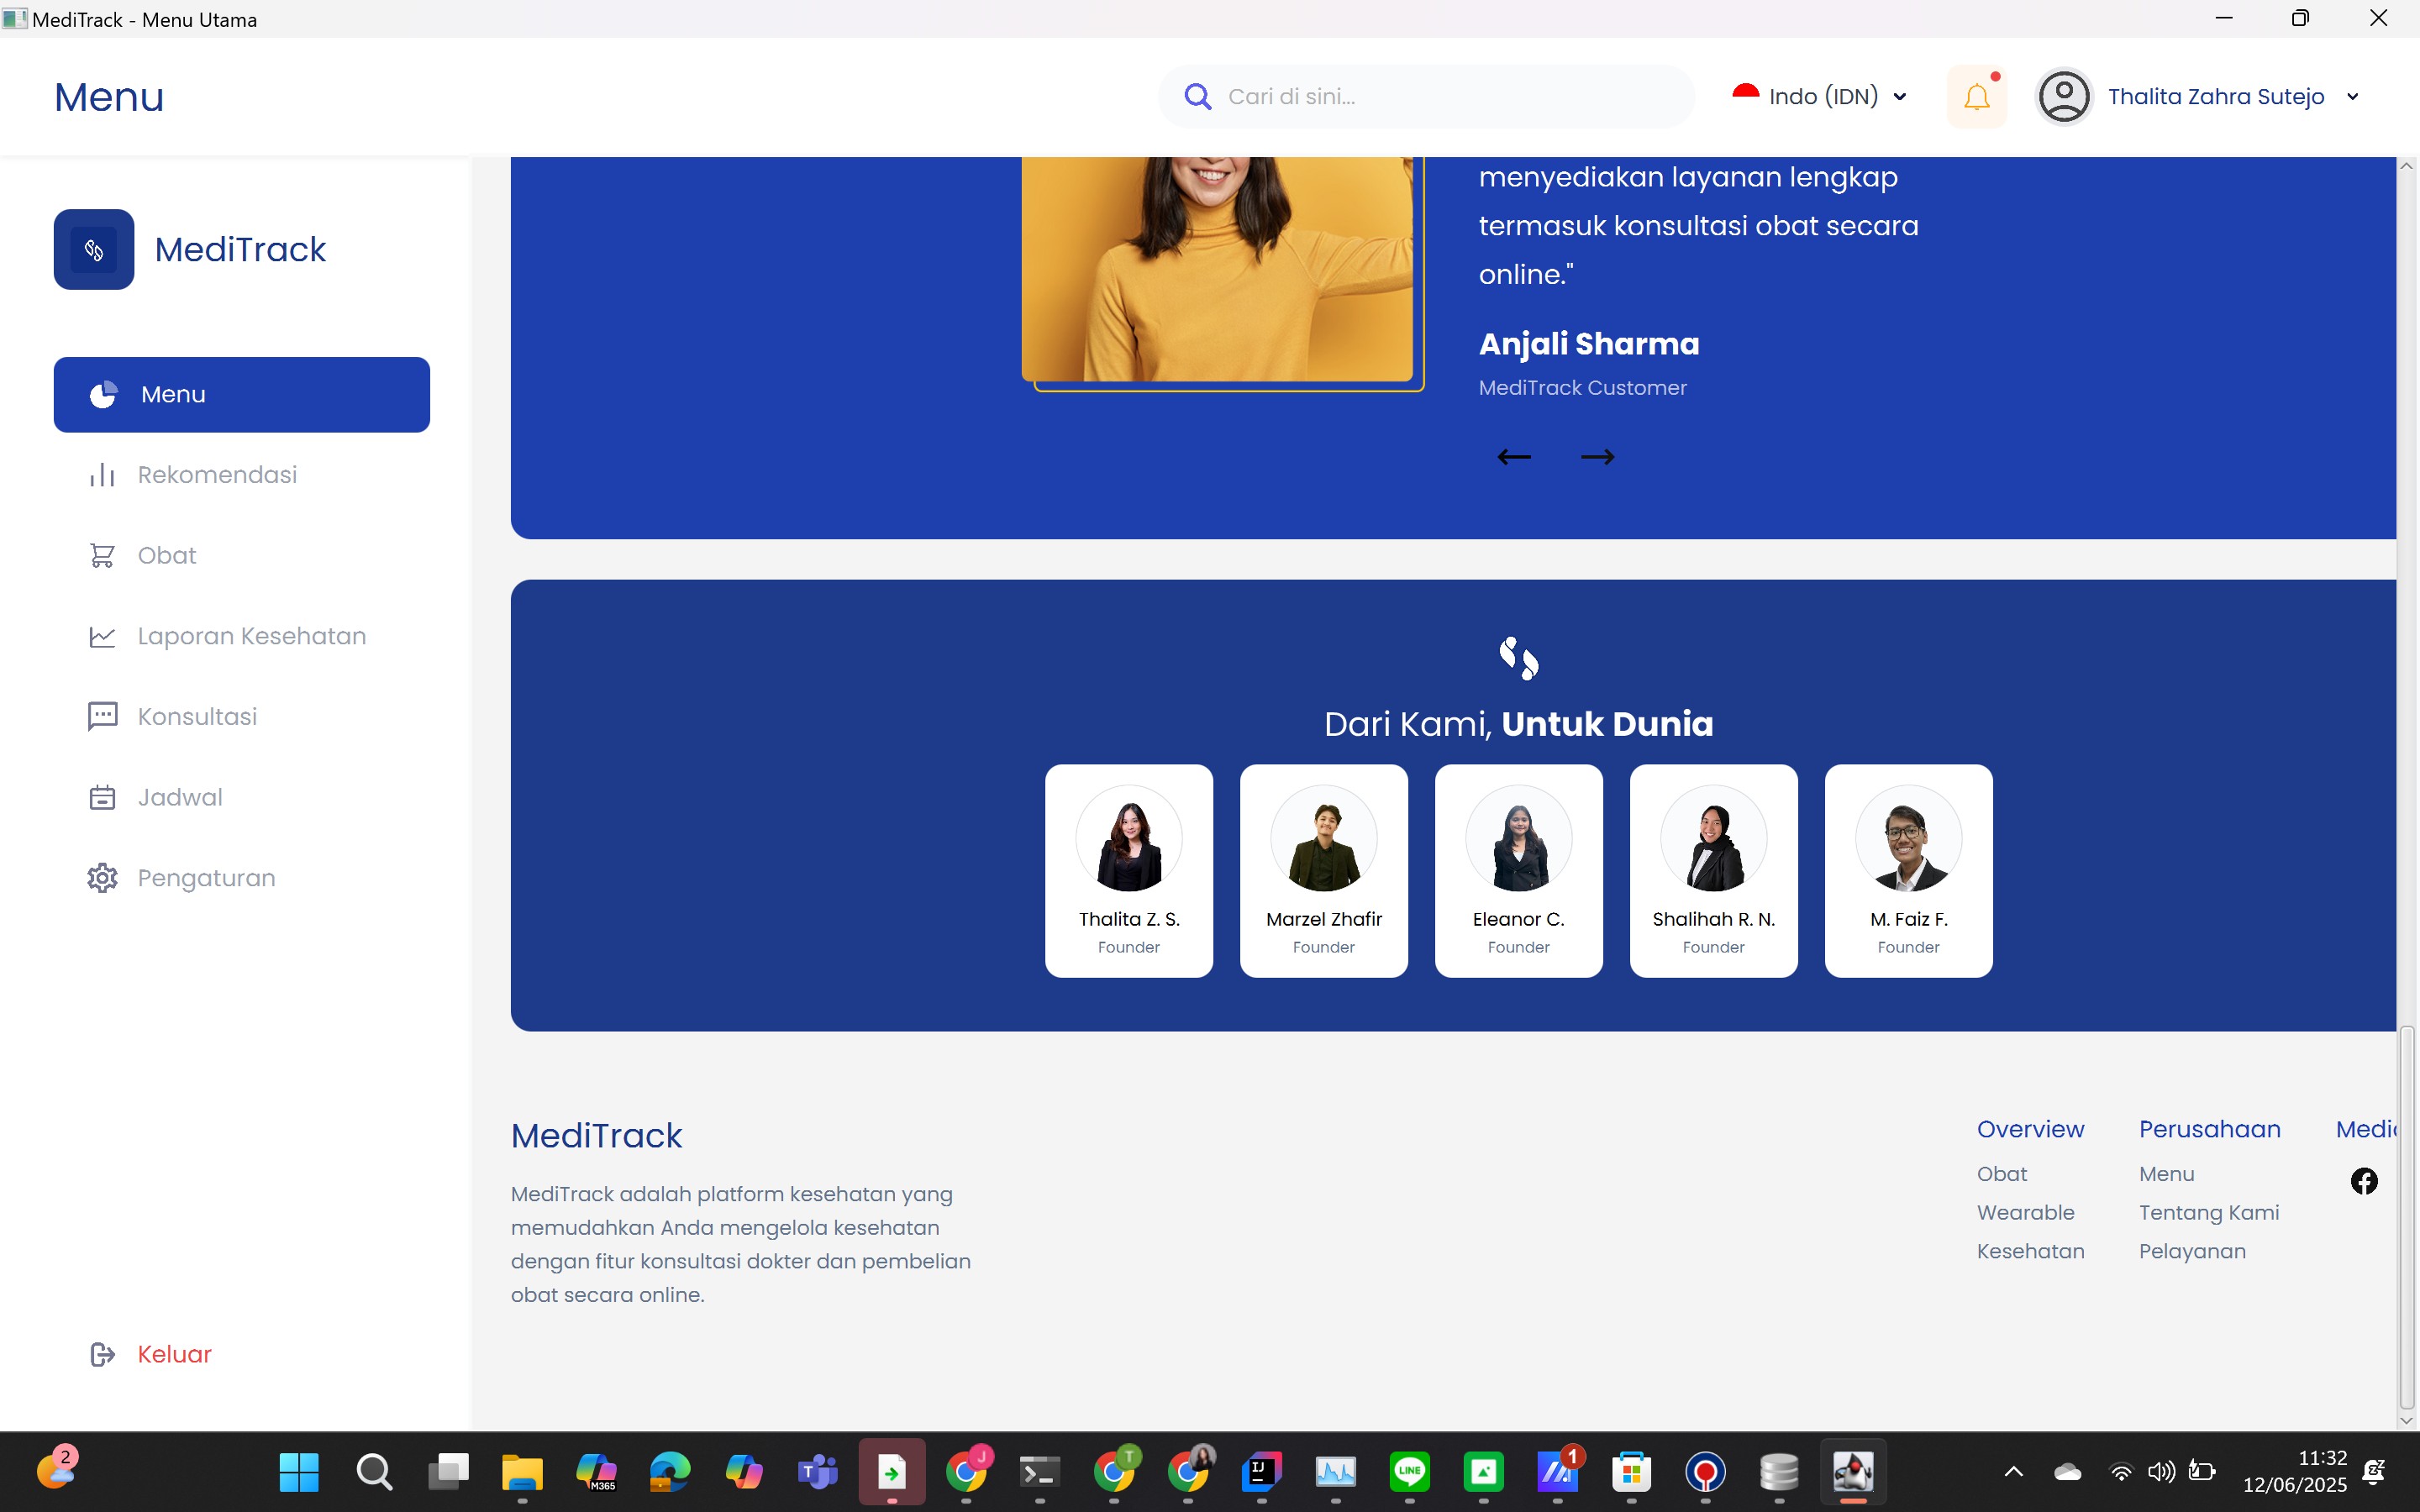 MediTrack - Menu Utama
Menu
Cari di sini...
Indo (IDN)
Thalita Zahra Sutejo
MediTrack
Menu
Rekomendasi
Obat
Laporan Kesehatan
Konsultasi
Jadwal
Pengaturan
Keluar
menyediakan layanan lengkap
termasuk konsultasi obat secara
online."
Anjali Sharma
MediTrack Customer
Dari Kami, Untuk Dunia
Thalita Z. S.
Founder
Marzel Zhafir
Founder
Eleanor C.
Founder
Shalihah R. N.
Founder
M. Faiz F.
Founder
MediTrack
MediTrack adalah platform kesehatan yang
memudahkan Anda mengelola kesehatan
dengan fitur konsultasi dokter dan pembelian
obat secara online.
Overview
Obat
Wearable
Kesehatan
Perusahaan
Menu
Tentang Kami
Pelayanan
2
M365
T
J
T
IJ
LINE
1
11:32
12/06/2025